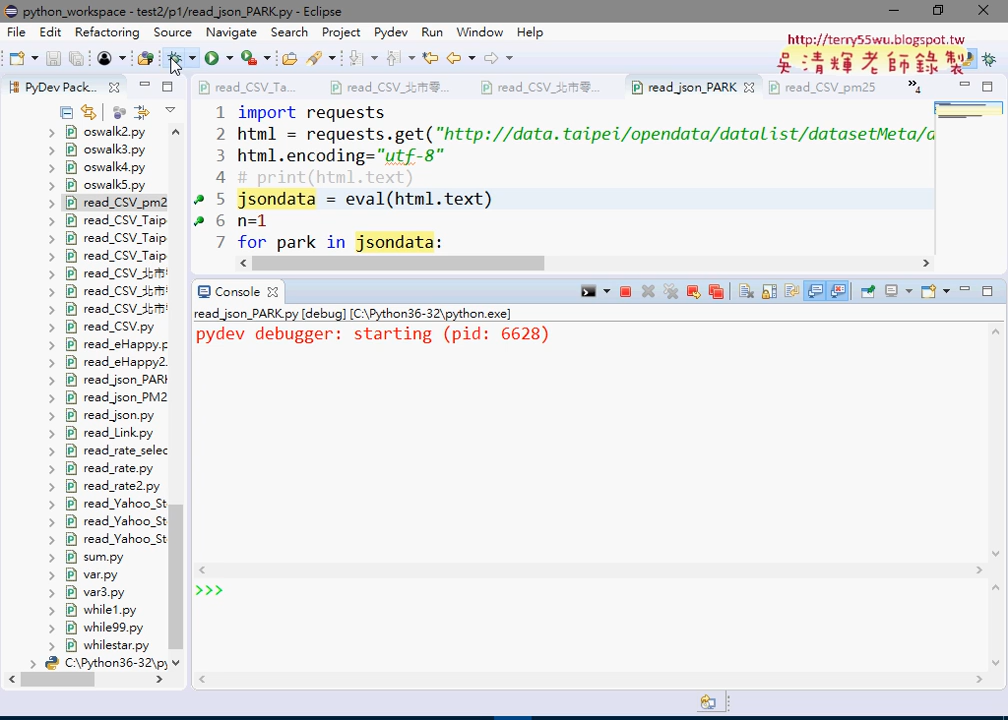 python_workspace - test2/p1/read_json_PARK.py - Eclipse
File Edit Refactoring Source Navigate Search Project Pydev Run Window Help
http://terry55wu.blogspot.tw
吳清輝老師錄製
PyDev Pack...
read_CSV_Ta...
read_CSV_北市零...
read_CSV_北市零...
read_json_PARK
read_CSV_pm25
»4
1 import requests
2 html = requests.get("http://data.taipei/opendata/datalist/datasetMeta/d
3 html.encoding="utf-8"
4 # print(html.text)
5 jsondata = eval(html.text)
6 n=1
7 for park in jsondata:
oswalk2.py
oswalk3.py
oswalk4.py
oswalk5.py
read_CSV_pm2
read_CSV_Taip
read_CSV_Taip
read_CSV_Taip
read_CSV_北市
read_CSV_北市
read_CSV_北市
read_CSV.py
read_eHappy.p
read_eHappy2.
read_json_PARK
read_json_PM2
read_json.py
read_Link.py
read_rate_selec
read_rate.py
read_rate2.py
read_Yahoo_St
read_Yahoo_St
read_Yahoo_St
sum.py
var.py
var3.py
while1.py
while99.py
whilestar.py
C:\Python36-32\py
Console
read_json_PARK.py [debug] [C:\Python36-32\python.exe]
pydev debugger: starting (pid: 6628)
>>>